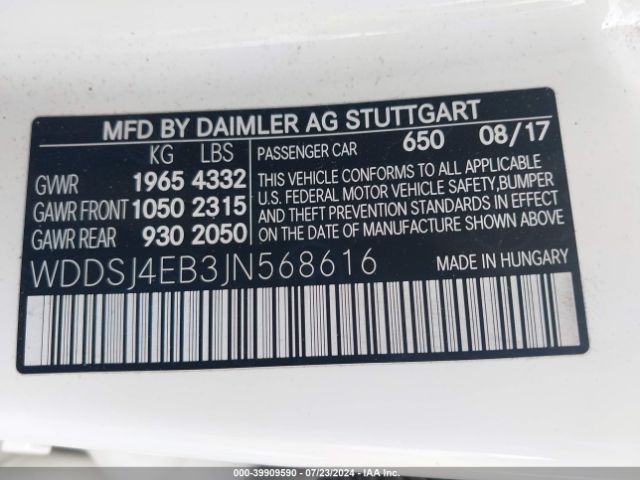 MFD BY DAIMLER AG STUTTGART
KG LBS
GVWR 1965 4332
GAWR FRONT 1050 2315
GAWR REAR 930 2050
PASSENGER CAR 650 08/17
THIS VEHICLE CONFORMS TO ALL APPLICABLE
U.S. FEDERAL MOTOR VEHICLE SAFETY, BUMPER
AND THEFT PREVENTION STANDARDS IN EFFECT
ON THE DATE OF MANUFACTURE SHOWN ABOVE.
WDDSJ4EB3JN568616 MADE IN HUNGARY
000-39909590 - 07/23/2024 - IAAI.COM